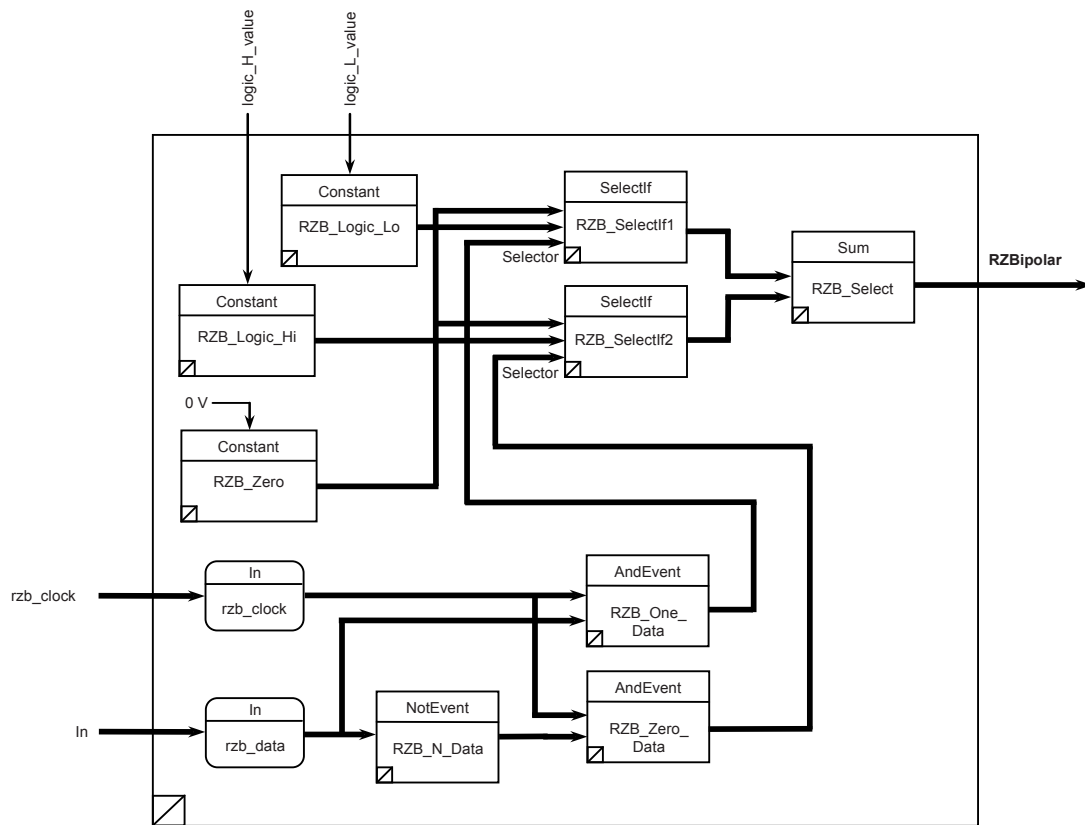 logic_H_value
logic_L_value
Constant
RZB_Logic_Lo
SelectIf
RZB_SelectIf1
Selector
Sum
RZB_Select
RZBipolar
Constant
RZB_Logic_Hi
SelectIf
RZB_SelectIf2
Selector
0 V
Constant
RZB_Zero
rzb_clock
In
rzb_clock
AndEvent
RZB_One_
Data
In
In
rzb_data
NotEvent
RZB_N_Data
AndEvent
RZB_Zero_
Data